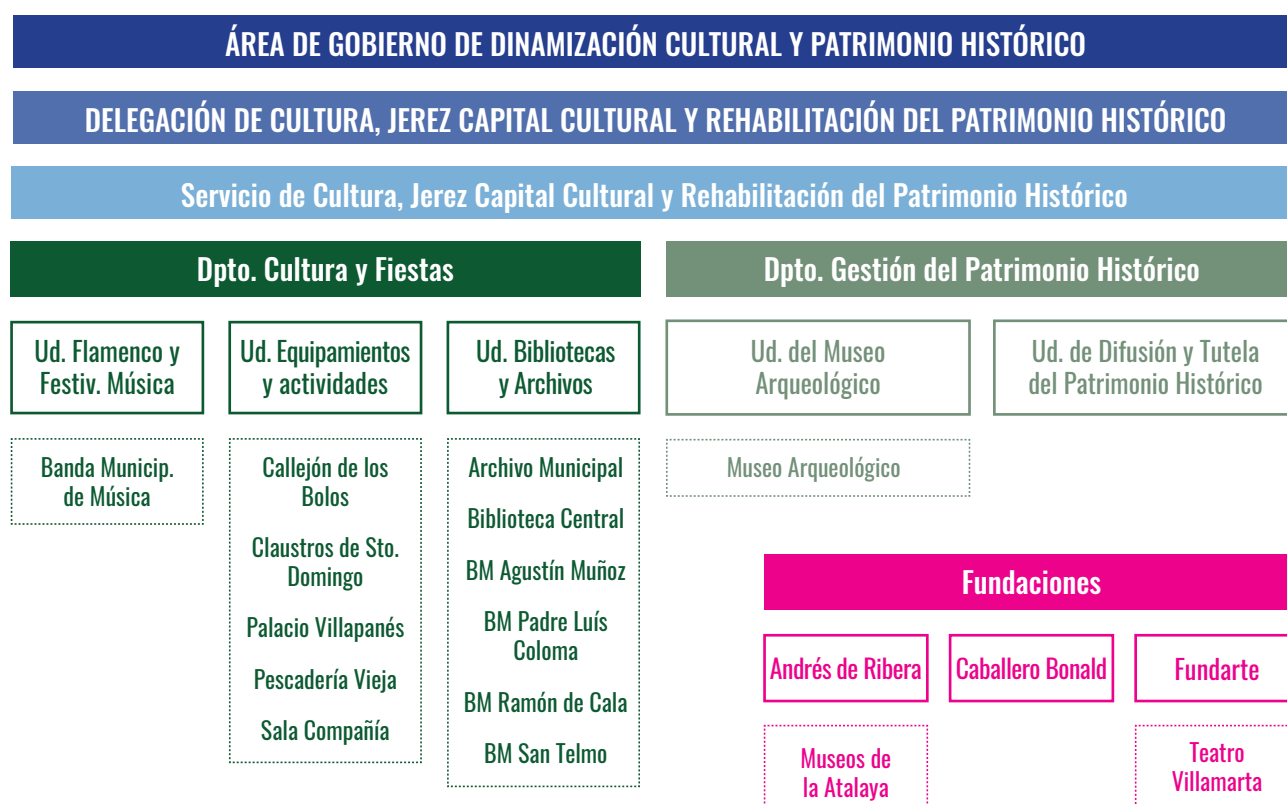 ÁREA DE GOBIERNO DE DINAMIZACIÓN CULTURAL Y PATRIMONIO HISTÓRICO
DELEGACIÓN DE CULTURA, JEREZ CAPITAL CULTURAL Y REHABILITACIÓN DEL PATRIMONIO HISTÓRICO
Servicio de Cultura, Jerez Capital Cultural y Rehabilitación del Patrimonio Histórico
Dpto. Cultura y Fiestas
Ud. Flamenco y
Festiv. Música
Banda Municip.
de Música
Ud. Equipamientos
y actividades
Callejón de los
Bolos
Claustros de Sto.
Domingo
Palacio Villapanés
Pescadería Vieja
Sala Compañía
Ud. Bibliotecas
y Archivos
Archivo Municipal
Biblioteca Central
BM Agustín Muñoz
BM Padre Luís
Coloma
BM Ramón de Cala
BM San Telmo
Dpto. Gestión del Patrimonio Histórico
Ud. del Museo
Arqueológico
Museo Arqueológico
Ud. de Difusión y Tutela
del Patrimonio Histórico
Fundaciones
Andrés de Ribera
Museos de
la Atalaya
Caballero Bonald
Fundarte
Teatro
Villamarta